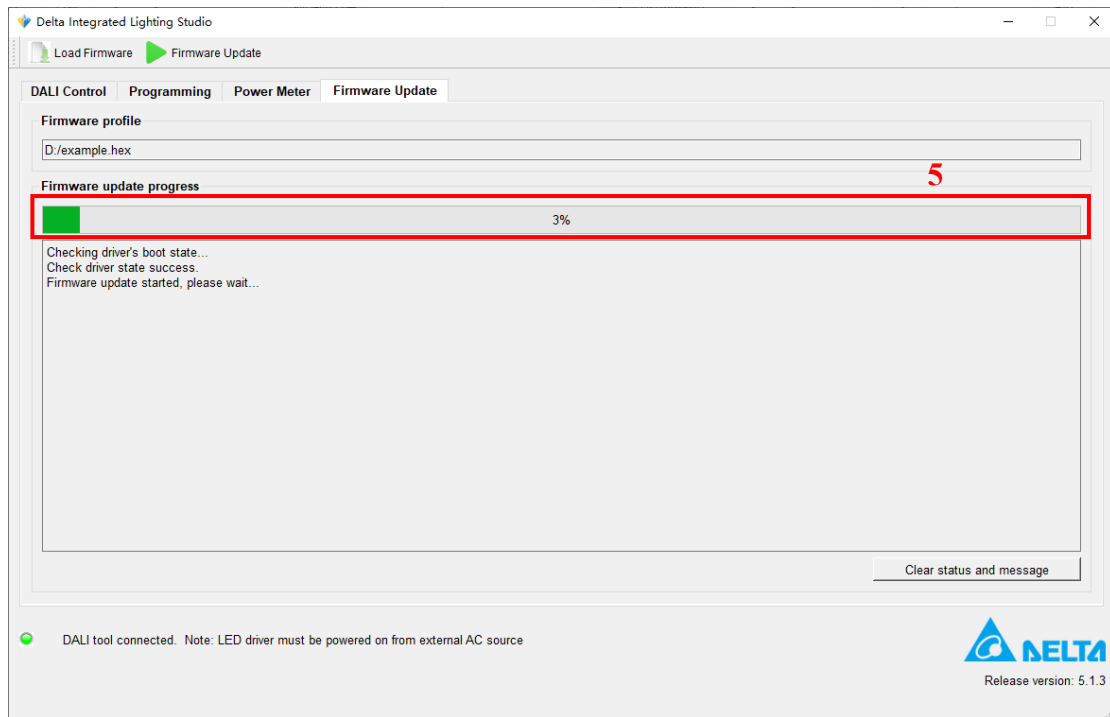 Delta Integrated Lighting Studio
Load Firmware Firmware Update
DALI Control Programming Power Meter Firmware Update
Firmware profile
D:/example.hex
5
Firmware update progress
3%
Checking driver's boot state...
Check driver state success.
Firmware update started, please wait...
Clear status and message
DALI tool connected. Note: LED driver must be powered on from external AC source
DELTA
Release version: 5.1.3